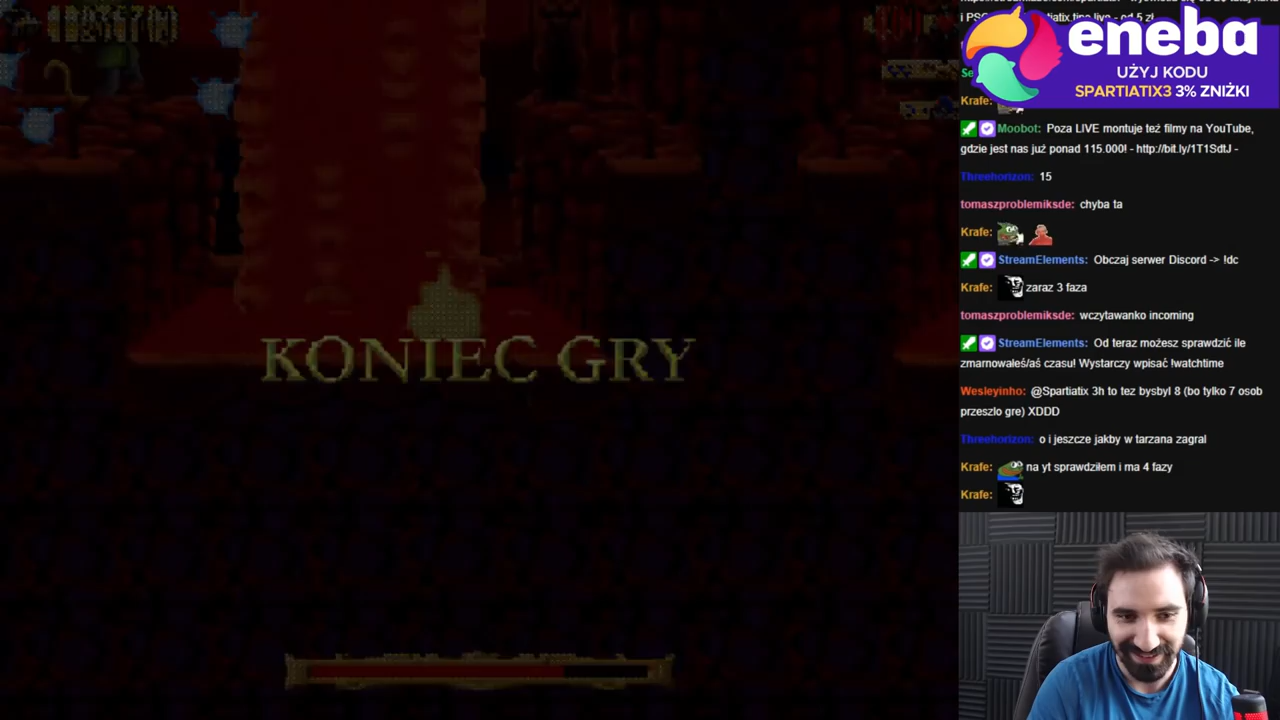 eneba
UŻYJ KODU
SPARTIATIX3 3% ZNIŻKI
Krafe:
Moobot: Poza LIVE montuje też filmy na YouTube,
gdzie jest nas już ponad 115.000! - http://bit.ly/1T1SdtJ -
Threehorizon: 15
tomaszproblemiksde: chyba ta
Krafe:
StreamElements: Obczaj serwer Discord -> !dc
Krafe: zaraz 3 faza
tomaszproblemiksde: wczytawanko incoming
StreamElements: Od teraz możesz sprawdzić ile
zmarnowałeś/aś czasu! Wystarczy wpisać !watchtime
Wesleyinho: @Spartiatix 3h to tez bysbyl 8 (bo tylko 7 osob
przeszlo gre) XDDD
Threehorizon: o i jeszcze jakby w tarzana zagral
Krafe: na yt sprawdziłem i ma 4 fazy
Krafe:
KONIEC GRY